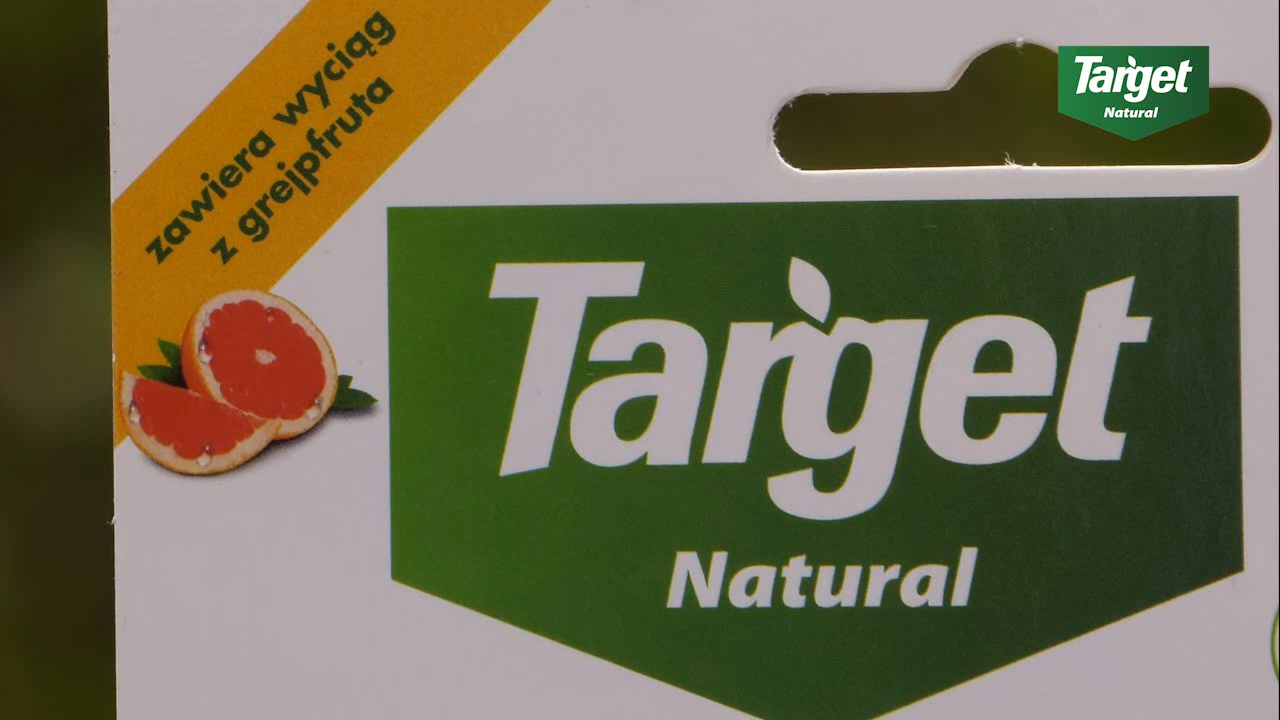 zawiera wyciąg
z grejpfruta
Target
Natural
Target
Natural